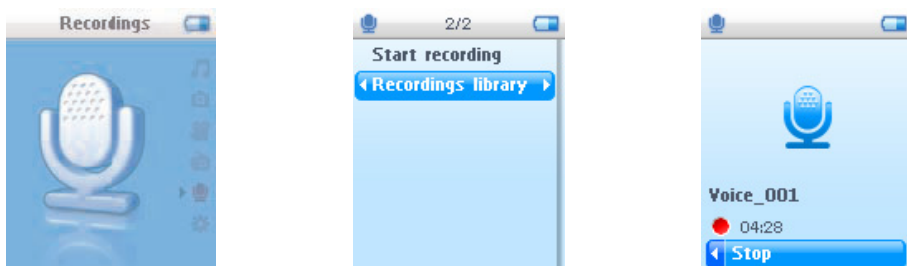 Recordings
2/2
Start recording
Recordings library
Voice_001
04:28
Stop